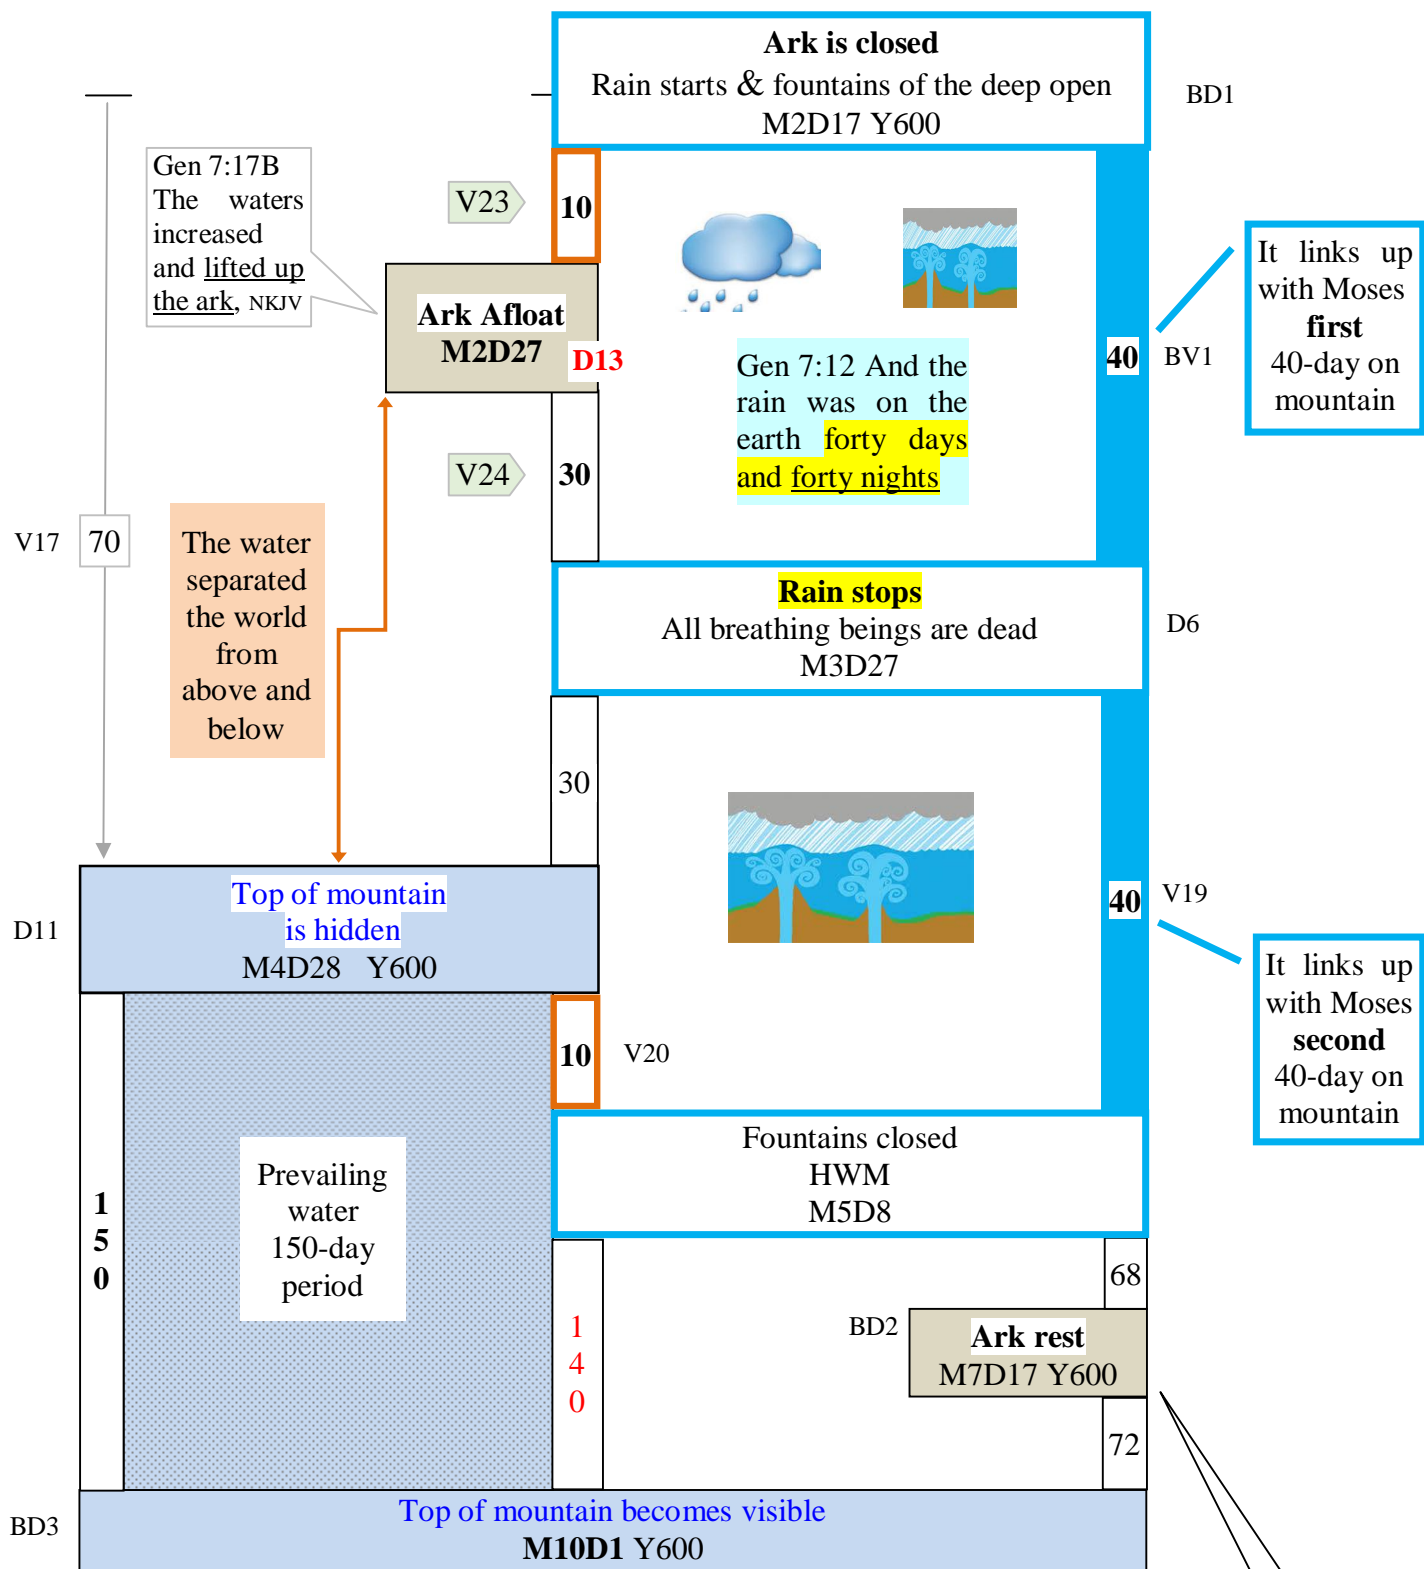 Ark is closed
Rain starts & fountains of the deep open
M2D17 Y600
BD1
Gen 7:17B
The waters
increased
and lifted up
the ark, NKJV
V23
10
Ark Afloat
M2D27
D13
Gen 7:12 And the
rain was on the
earth forty days
and forty nights
40
BV1
It links up
with Moses
first
40-day on
mountain
V24
30
V17
70
The water
separated
the world
from
above and
below
Rain stops
All breathing beings are dead
M3D27
D6
30
Top of mountain
is hidden
M4D28 Y600
D11
40
V19
It links up
with Moses
second
40-day on
mountain
10
V20
Fountains closed
HWM
M5D8
1
5
0
Prevailing
water
150-day
period
1
4
0
68
BD2
Ark rest
M7D17 Y600
72
BD3
Top of mountain becomes visible
M10D1 Y600